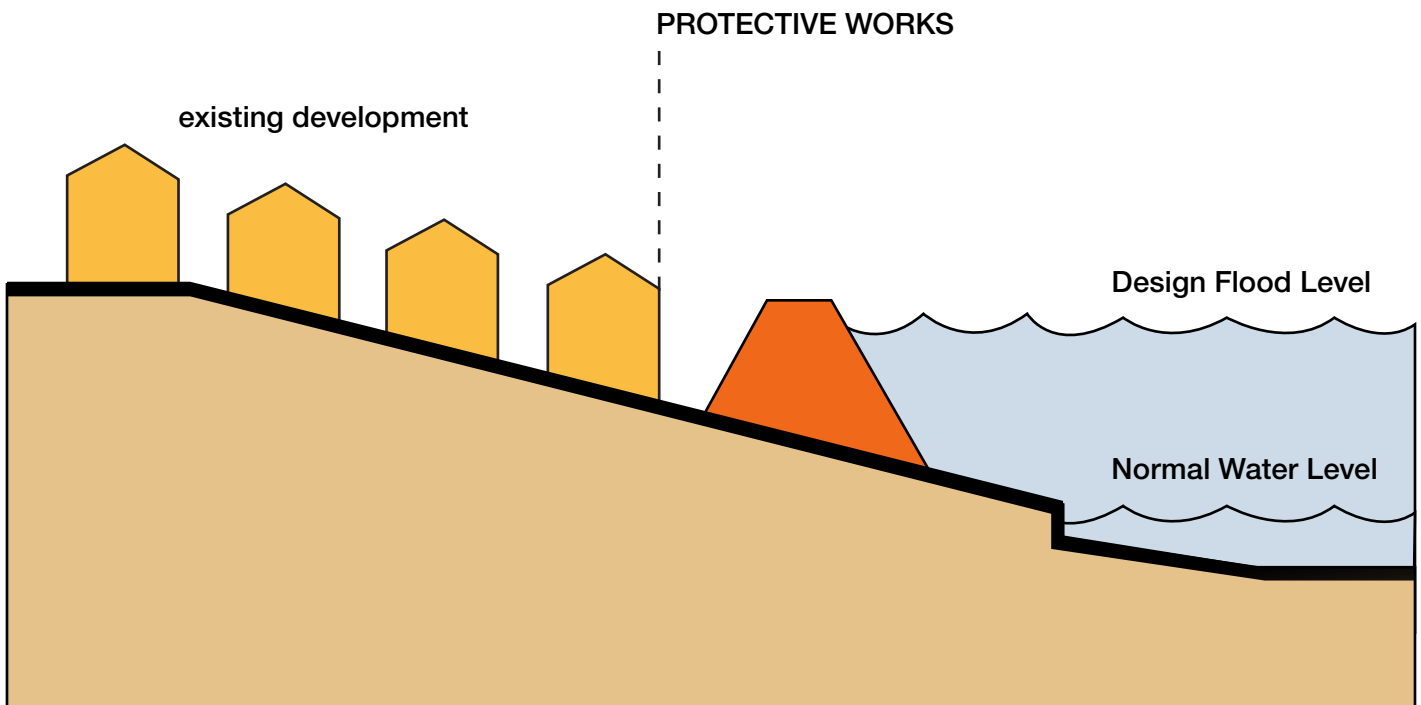 PROTECTIVE WORKS
existing development
Design Flood Level
Normal Water Level